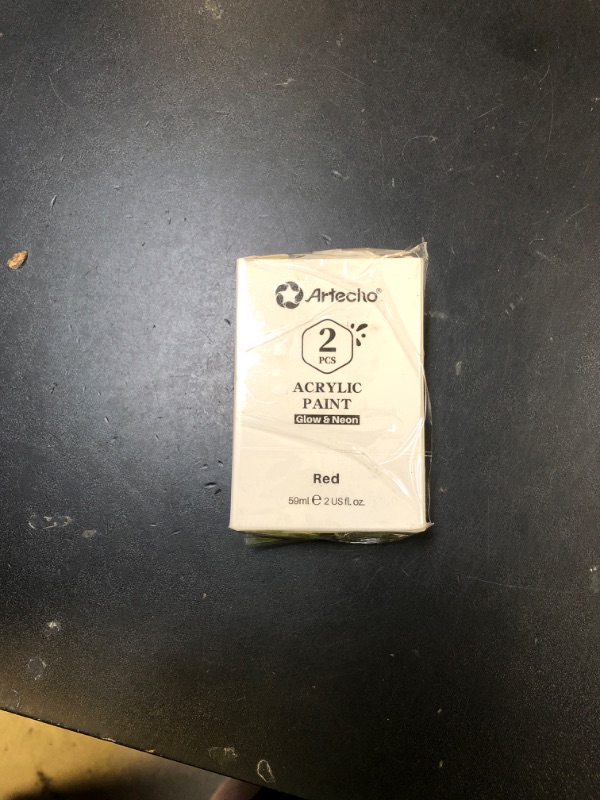 Artecho®
2
PCS
ACRYLIC
PAINT
Glow & Neon
Red
59ml ℮ 2 US fl. oz.